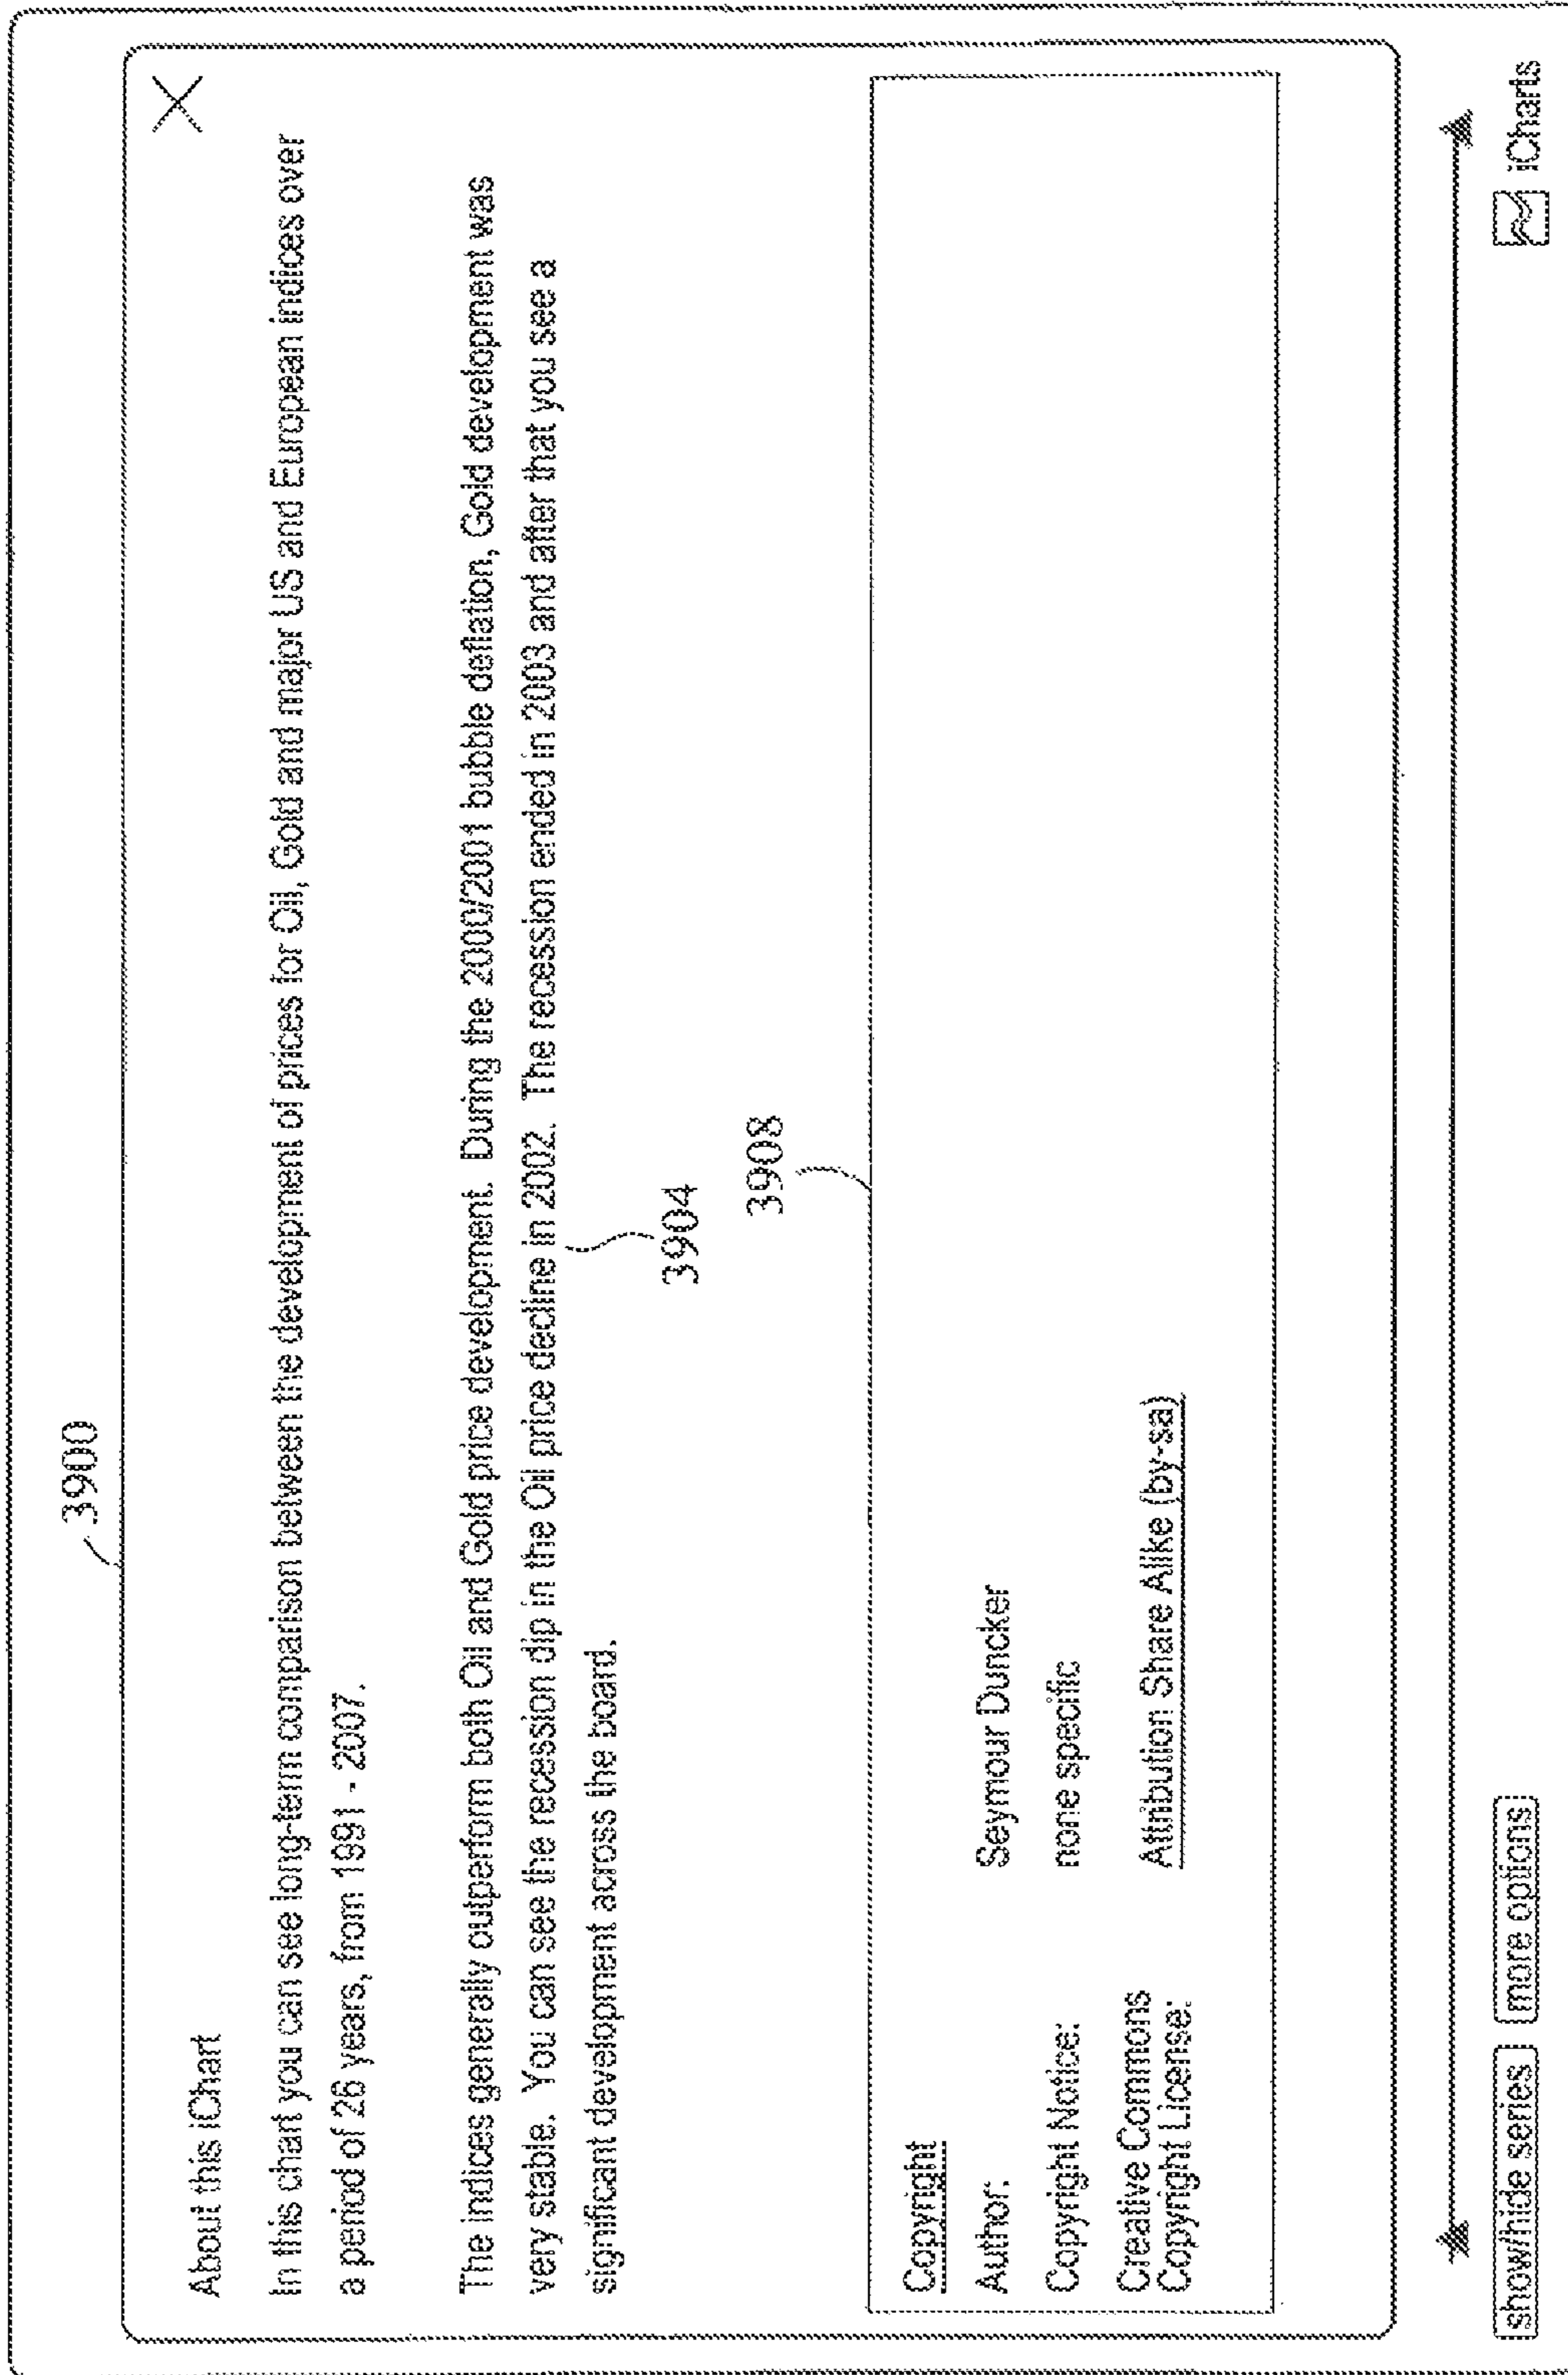 3900
About this iChart
In this chart you can see long-term comparison between the development of prices for Oil, Gold and major US and European indices over
a period of 26 years, from 1991 - 2007.
The indices generally outperform both Oil and Gold price development. During the 2000/2001 bubble deflation, Gold development was
very stable. You can see the recession dip in the Oil price decline in 2002. The recession ended in 2003 and after that you see a
significant development across the board.
3904
3908
Copyright
Author: Seymour Duncker
Copyright Notice: none specific
Creative Commons
Copyright License: Attribution Share Alike (by-sa)
show/hide series more options iCharts